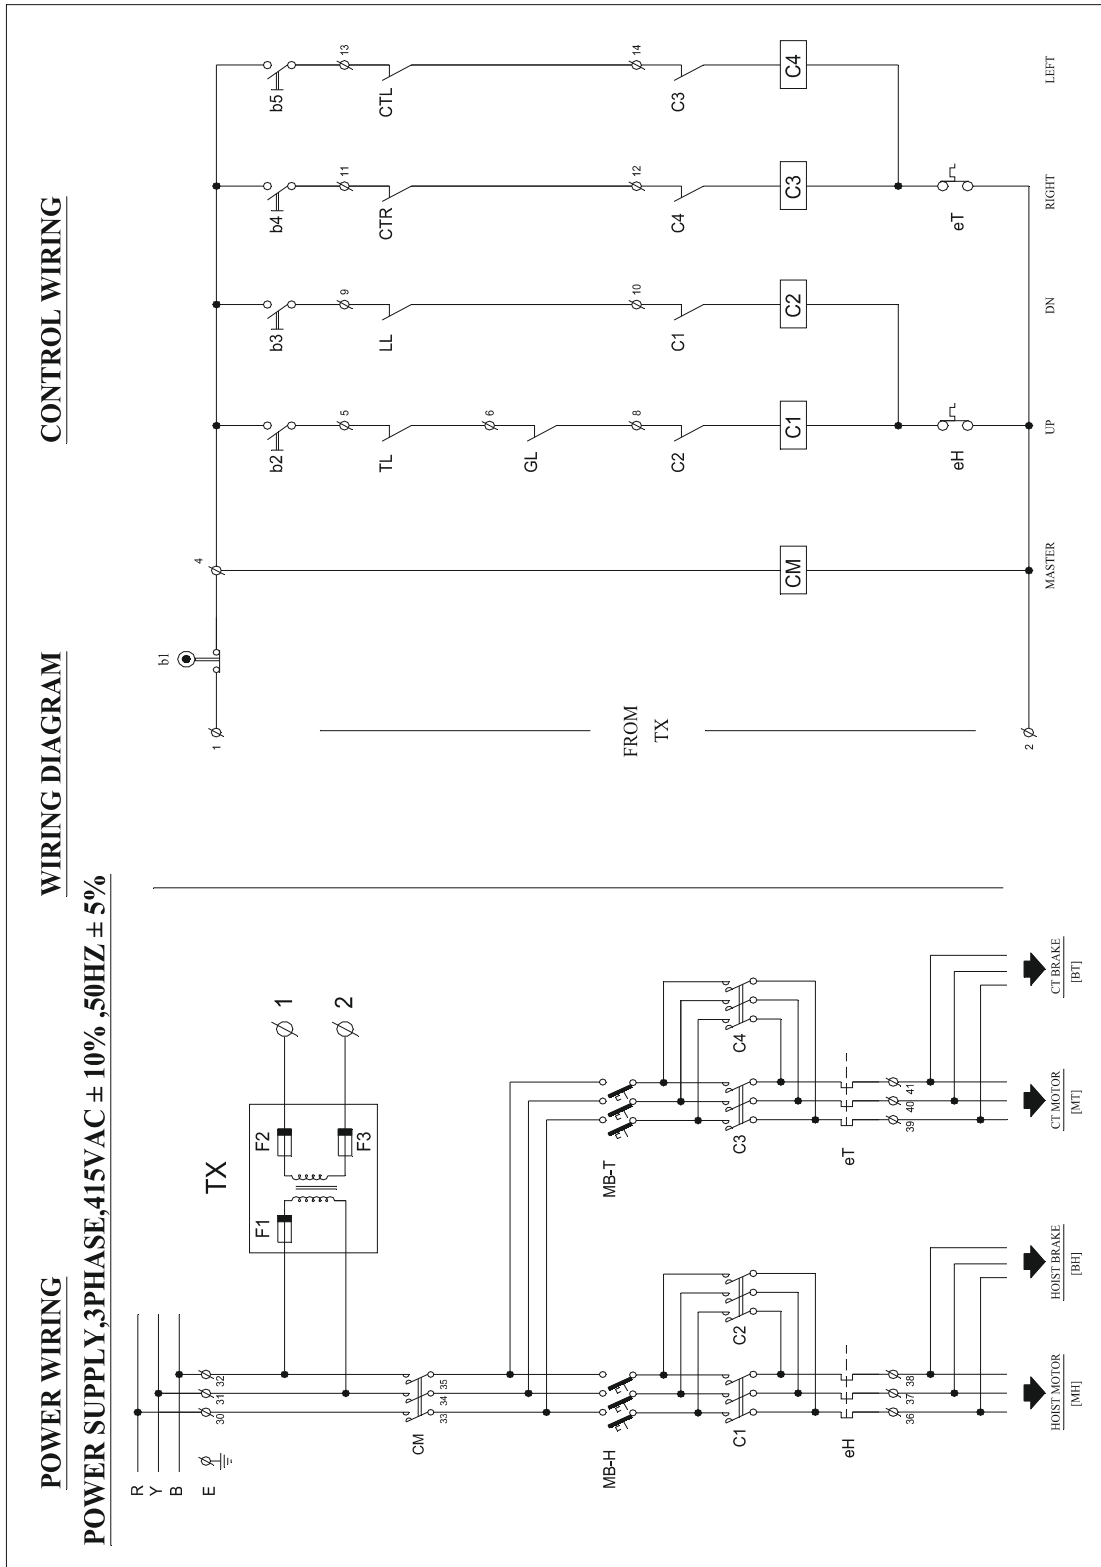 POWER WIRING
WIRING DIAGRAM
CONTROL WIRING
POWER SUPPLY,3PHASE,415VAC ± 10% ,50HZ ± 5%
R
Y
B
E
30
31
32
TX
F1
F2
F3
1
2
CM
33
34
35
MB-H
MB-T
C1
C2
C3
C4
eH
eT
36
37
38
39
40
41
HOIST MOTOR
[MH]
HOIST BRAKE
[BH]
CT MOTOR
[MT]
CT BRAKE
[BT]
1
b1
4
FROM
TX
2
CM
MASTER
b2
5
TL
6
GL
8
C2
C1
eH
UP
b3
9
LL
10
C1
C2
DN
b4
11
CTR
12
C4
C3
eT
RIGHT
b5
13
CTL
14
C3
C4
LEFT